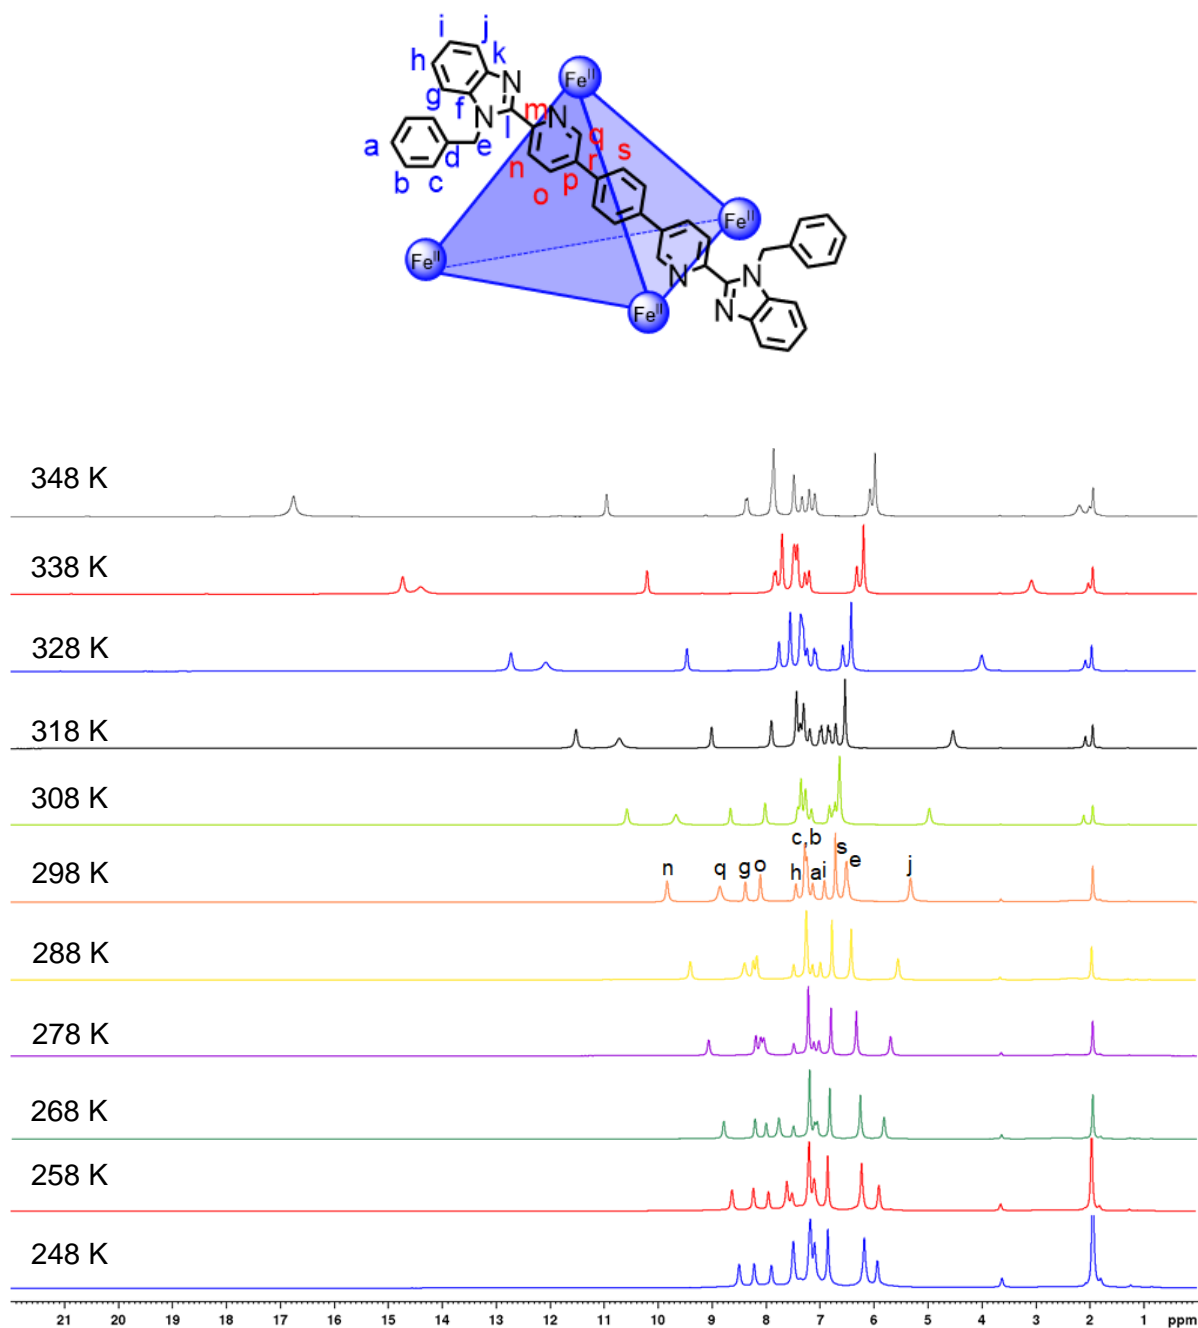 i j
h k
g f
N
N
l
m N
a d e
b c
n o p q r s
Fe^II
Fe^II
Fe^II
Fe^II
N
N
N
348 K
338 K
328 K
318 K
308 K
298 K
n q g o h c,b a i s e j
288 K
278 K
268 K
258 K
248 K
21 20 19 18 17 16 15 14 13 12 11 10 9 8 7 6 5 4 3 2 1 ppm